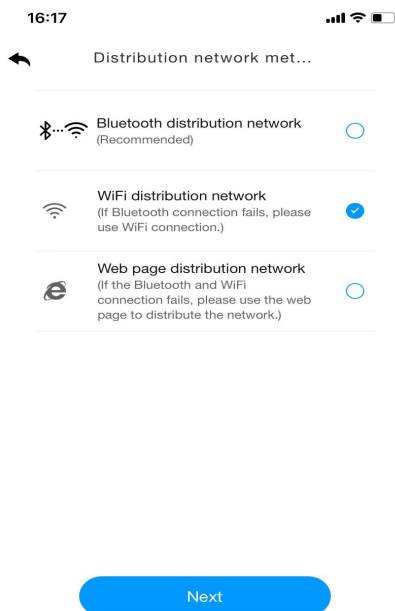 16:17
Distribution network met...
Bluetooth distribution network
(Recommended)
WiFi distribution network
(If Bluetooth connection fails, please
use WiFi connection.)
Web page distribution network
(If the Bluetooth and WiFi
connection fails, please use the web
page to distribute the network.)
Next